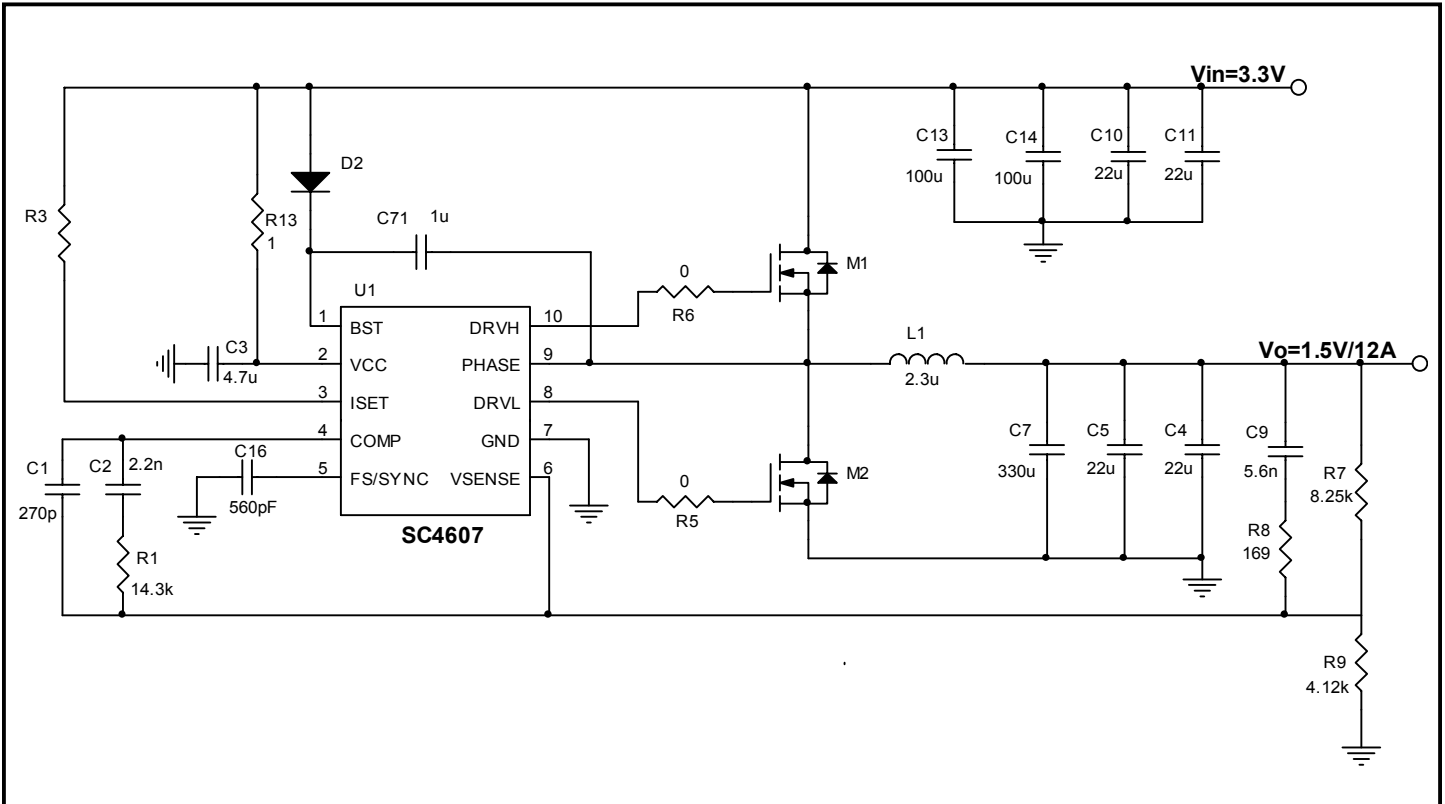 Vin=3.3V
C13
100u
C14
100u
C10
22u
C11
22u
D2
R3
R13
1
C71
1u
M1
0
R6
U1
1
BST
DRVH
10
C3
4.7u
2
VCC
PHASE
9
L1
2.3u
Vo=1.5V/12A
3
ISET
DRVL
8
4
COMP
GND
7
C16
560pF
5
FS/SYNC
VSENSE
6
SC4607
C1
270p
C2
2.2n
R1
14.3k
0
R5
M2
C7
330u
C5
22u
C4
22u
C9
5.6n
R7
8.25k
R8
169
R9
4.12k